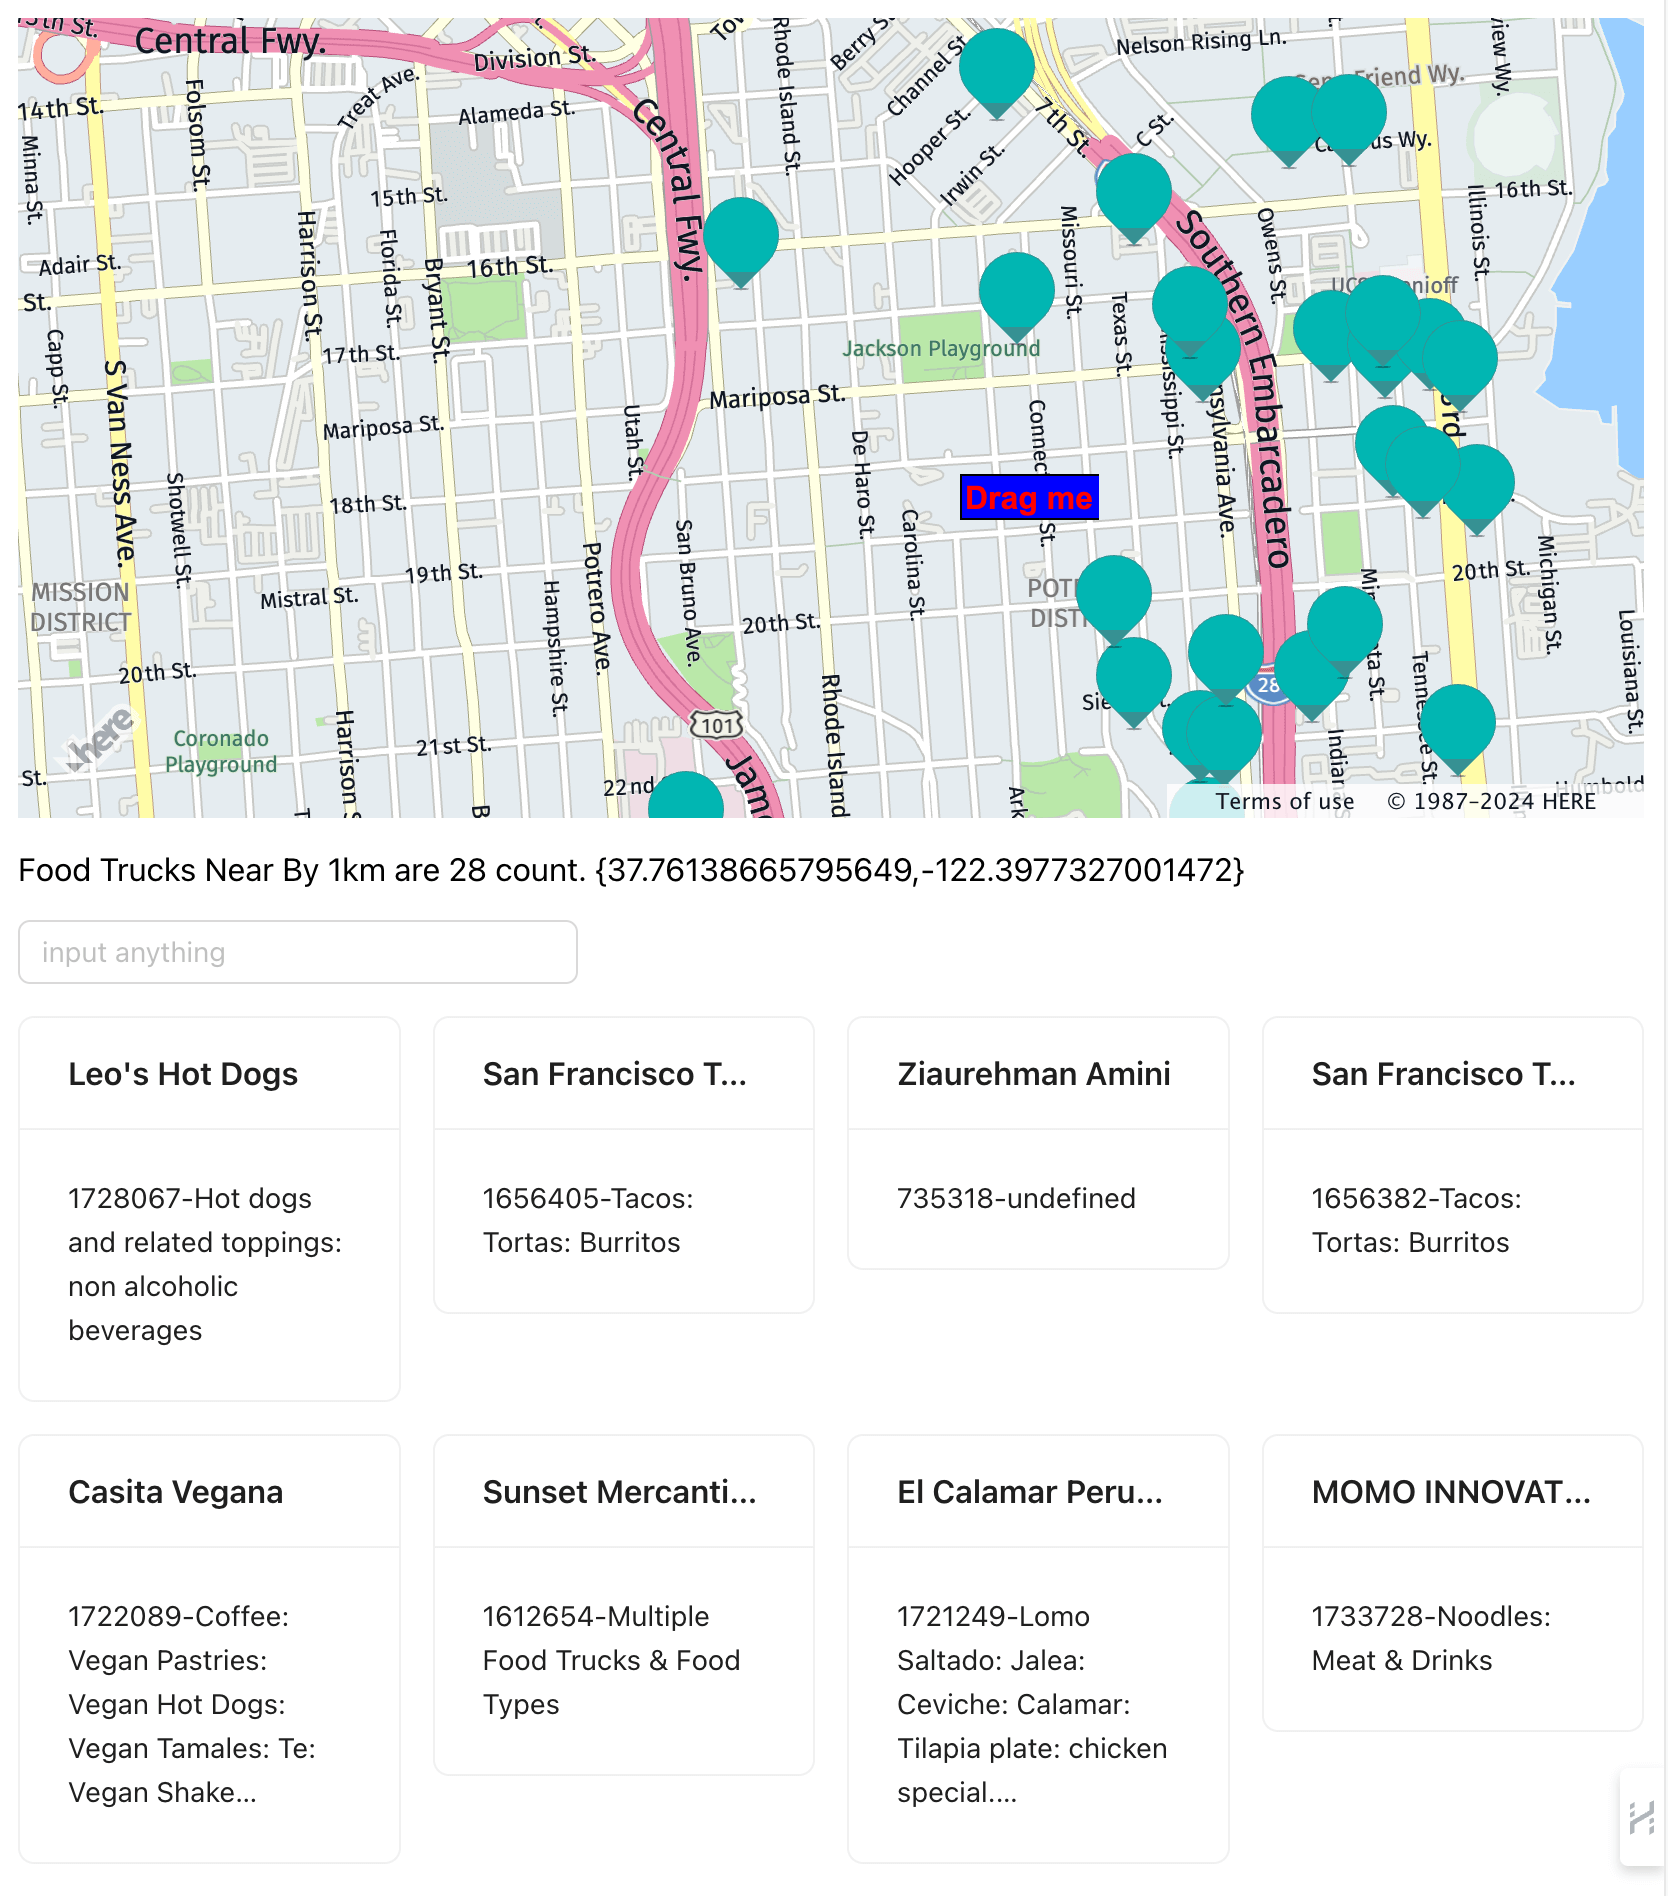 Central Fwy.
Division St.
Rhode Island St.
Berry St.
Channel St.
Nelson Rising Ln.
Friend Wy.
14th St.
Folsom St.
Treat Ave.
Alameda St.
Central Fwy.
Hooper St.
7th St.
C St.
Minna St.
15th St.
Irwin St.
16th St.
Illinois St.
Adair St.
Harrison St.
Florida St.
Bryant St.
16th St.
Missouri St.
Southern Embarcadero
Owens St.
St.
Capp St.
17th St.
Jackson Playground
Texas St.
S Van Ness Ave.
Mariposa St.
Mariposa St.
Utah St.
De Haro St.
3rd
Shotwell St.
18th St.
Drag me
St.
San Bruno Ave.
Carolina St.
MISSION
DISTRICT
Mistral St.
19th St.
Hampshire St.
Potrero Ave.
20th St.
20th St.
Michigan St.
20th St.
Louisiana St.
here
Coronado
Playground
Harrison S
21st St.
101
Rhode Island
28
St.
22nd
Terms of use © 1987–2024 HERE
Food Trucks Near By 1km are 28 count. {37.76138665795649,-122.3977327001472}
input anything
Leo's Hot Dogs
1728067-Hot dogs
and related toppings:
non alcoholic
beverages
San Francisco T...
1656405-Tacos:
Tortas: Burritos
Ziaurehman Amini
735318-undefined
San Francisco T...
1656382-Tacos:
Tortas: Burritos
Casita Vegana
1722089-Coffee:
Vegan Pastries:
Vegan Hot Dogs:
Vegan Tamales: Te:
Vegan Shake...
Sunset Mercanti...
1612654-Multiple
Food Trucks & Food
Types
El Calamar Peru...
1721249-Lomo
Saltado: Jalea:
Ceviche: Calamar:
Tilapia plate: chicken
special....
MOMO INNOVAT...
1733728-Noodles:
Meat & Drinks